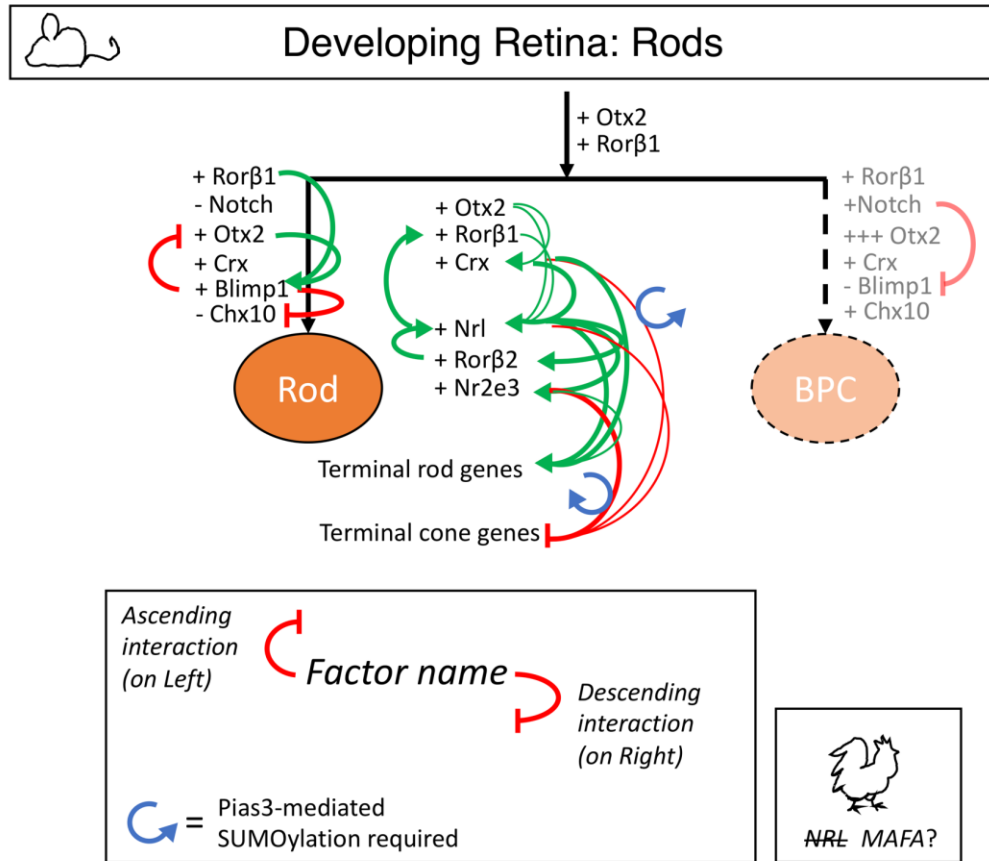 Developing Retina: Rods
+ Otx2
+ Rorβ1
+ Rorβ1
- Notch
+ Otx2
+ Crx
+ Blimp1
- Chx10
Rod
+ Otx2
+ Rorβ1
+ Crx
+ Nrl
+ Rorβ2
+ Nr2e3
Terminal rod genes
Terminal cone genes
+ Rorβ1
+Notch
+++ Otx2
+ Crx
- Blimp1
+ Chx10
BPC
Ascending
interaction
(on Left)
Factor name
Descending
interaction
(on Right)
= Pias3-mediated
SUMOylation required
NRL MAFA?